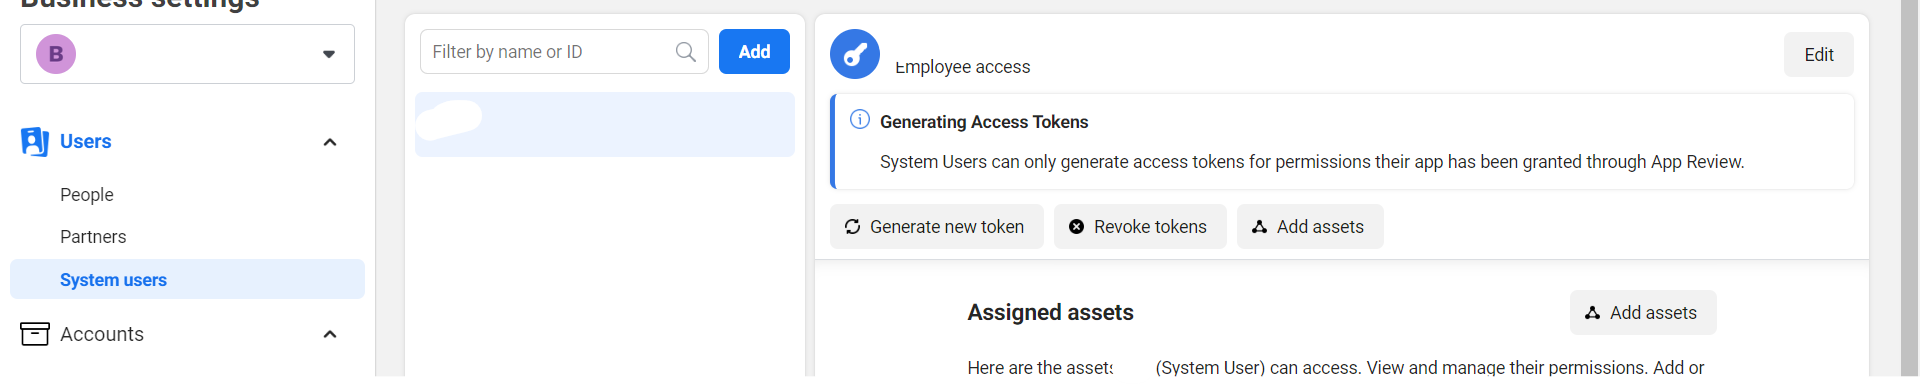 Business settings
B
Users
People
Partners
System users
Accounts
Filter by name or ID
Add
Employee access
Edit
Generating Access Tokens
System Users can only generate access tokens for permissions their app has been granted through App Review.
Generate new token
Revoke tokens
Add assets
Assigned assets
Add assets
Here are the assets (System User) can access. View and manage their permissions. Add or